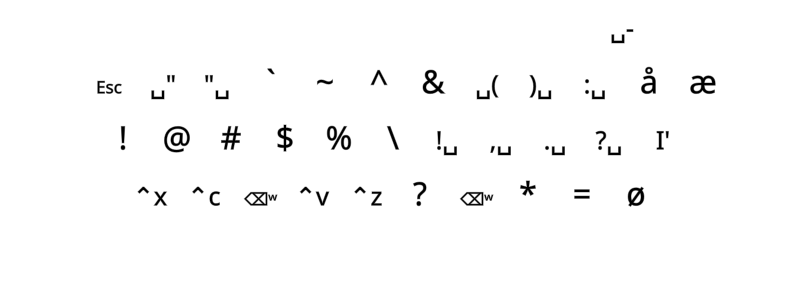 ␣-
Esc ␣" "␣ ` ~ ^ & ␣( )␣ :␣ å æ
! @ # $ % \ !␣ ,␣ .␣ ?␣ I'
^x ^c ⌫w ^v ^z ? ⌫w * = ø